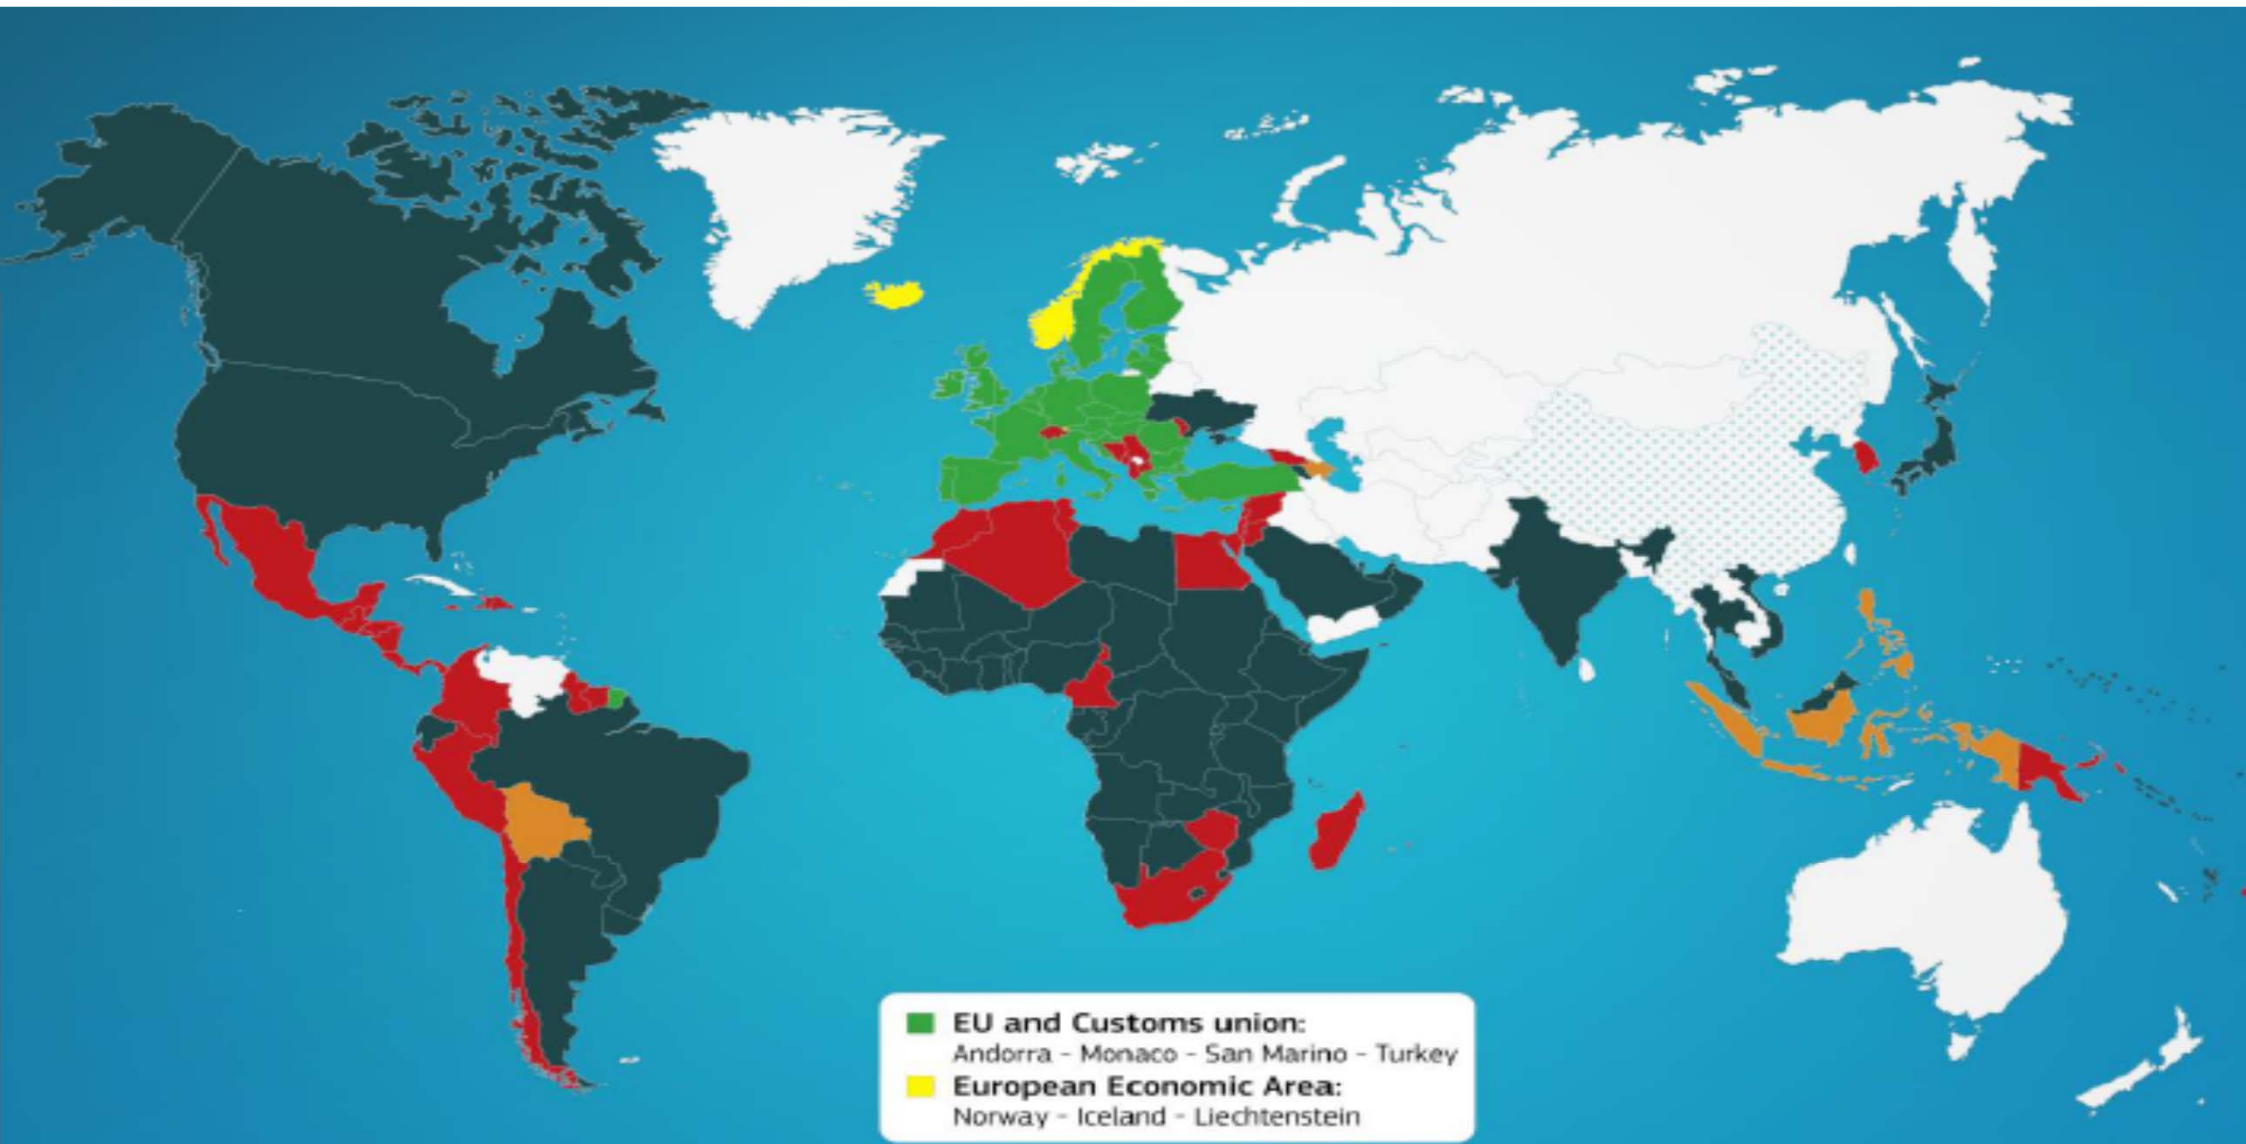 EU and Customs union:
Andorra - Monaco - San Marino - Turkey
European Economic Area:
Norway - Iceland - Liechtenstein